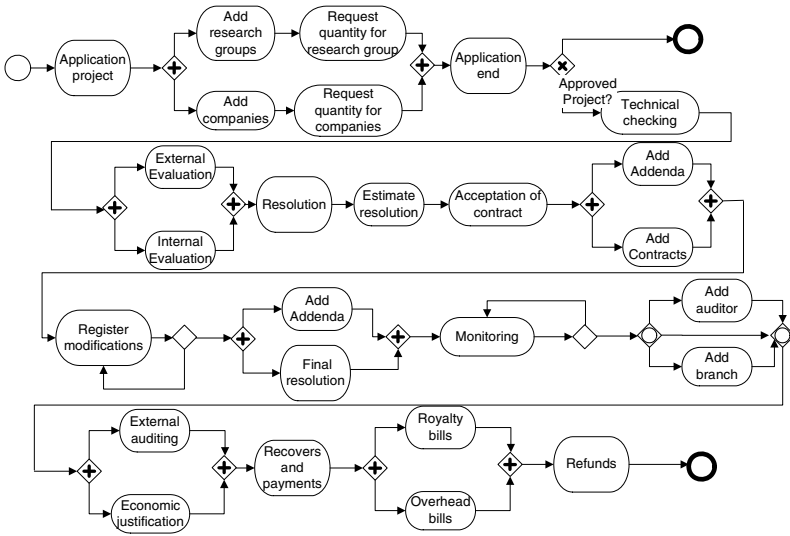 Add
research
groups
Request
quantity for
research group
Application
project
Application
end
Add
companies
Request
quantity for
companies
Approved
Project?
Technical
checking
External
Evaluation
Internal
Evaluation
Resolution
Estimate
resolution
Acceptation of
contract
Add
Addenda
Add
Contracts
Register
modifications
Add
Addenda
Final
resolution
Monitoring
Add
auditor
Add
branch
External
auditing
Economic
justification
Recovers
and
payments
Royalty
bills
Overhead
bills
Refunds